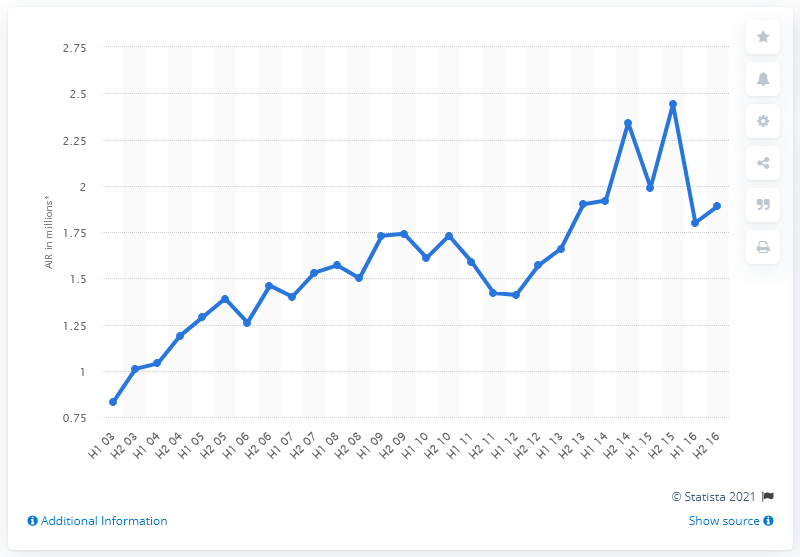 2.75
2.5
2.25
2
1.75
1.5
1.25
1
0.75
AIR in millions*
H1 03
H2 03
H1 04
H2 04
H1 05
H2 05
H1 06
H2 06
H1 07
H2 07
H1 08
H2 08
H1 09
H2 09
H1 10
H2 10
H1 11
H2 11
H1 12
H2 12
H1 13
H2 13
H1 14
H2 14
H1 15
H2 15
H1 16
H2 16
© Statista 2021
Additional Information
Show source